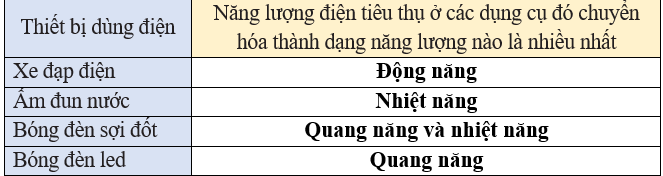 Thiết bị dùng điện
Năng lượng điện tiêu thụ ở các dụng cụ đó chuyển
hóa thành dạng năng lượng nào là nhiều nhất
Xe đạp điện
Động năng
Ấm đun nước
Nhiệt năng
Bóng đèn sợi đốt
Quang năng và nhiệt năng
Bóng đèn led
Quang năng